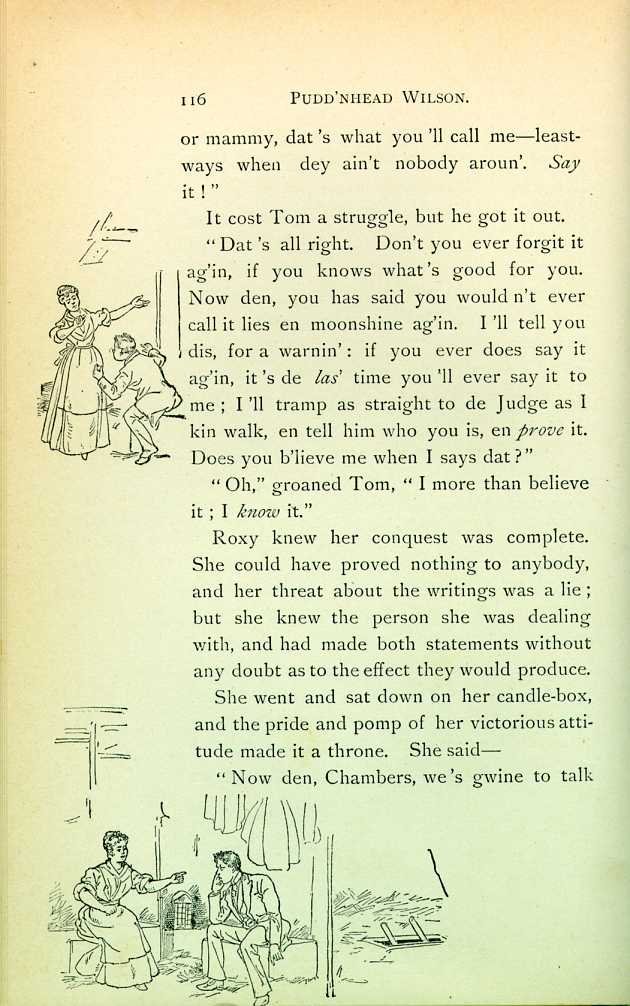 116 PUDD'NHEAD WILSON.
or mammy, dat 's what you 'll call me—least-
ways when dey ain't nobody aroun'. Say
it ! "
It cost Tom a struggle, but he got it out.
" Dat 's all right. Don't you ever forgit it
ag'in, if you knows what 's good for you.
Now den, you has said you would n't ever
call it lies en moonshine ag'in. I 'll tell you
dis, for a warnin' : if you ever does say it
ag'in, it 's de las' time you 'll ever say it to
me ; I 'll tramp as straight to de Judge as I
kin walk, en tell him who you is, en prove it.
Does you b'lieve me when I says dat ? "
" Oh," groaned Tom, " I more than believe
it ; I know it."
Roxy knew her conquest was complete.
She could have proved nothing to anybody,
and her threat about the writings was a lie ;
but she knew the person she was dealing
with, and had made both statements without
any doubt as to the effect they would produce.
She went and sat down on her candle-box,
and the pride and pomp of her victorious atti-
tude made it a throne. She said—
" Now den, Chambers, we 's gwine to talk